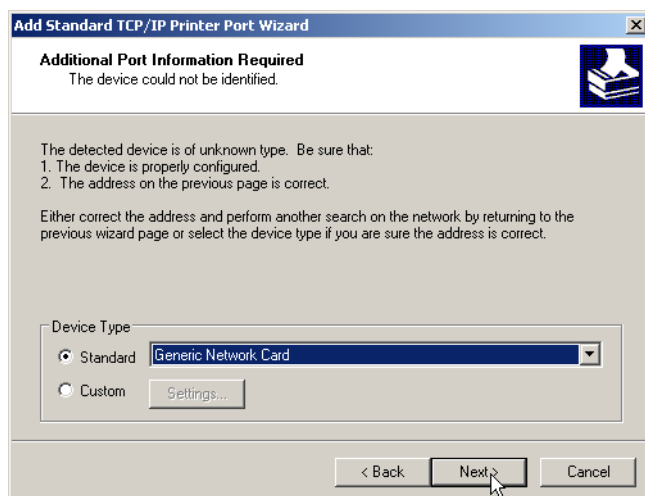 Add Standard TCP/IP Printer Port Wizard
Additional Port Information Required
The device could not be identified.
The detected device is of unknown type. Be sure that:
1. The device is properly configured.
2. The address on the previous page is correct.
Either correct the address and perform another search on the network by returning to the
previous wizard page or select the device type if you are sure the address is correct.
Device Type
Standard Generic Network Card
Custom Settings...
< Back Next > Cancel